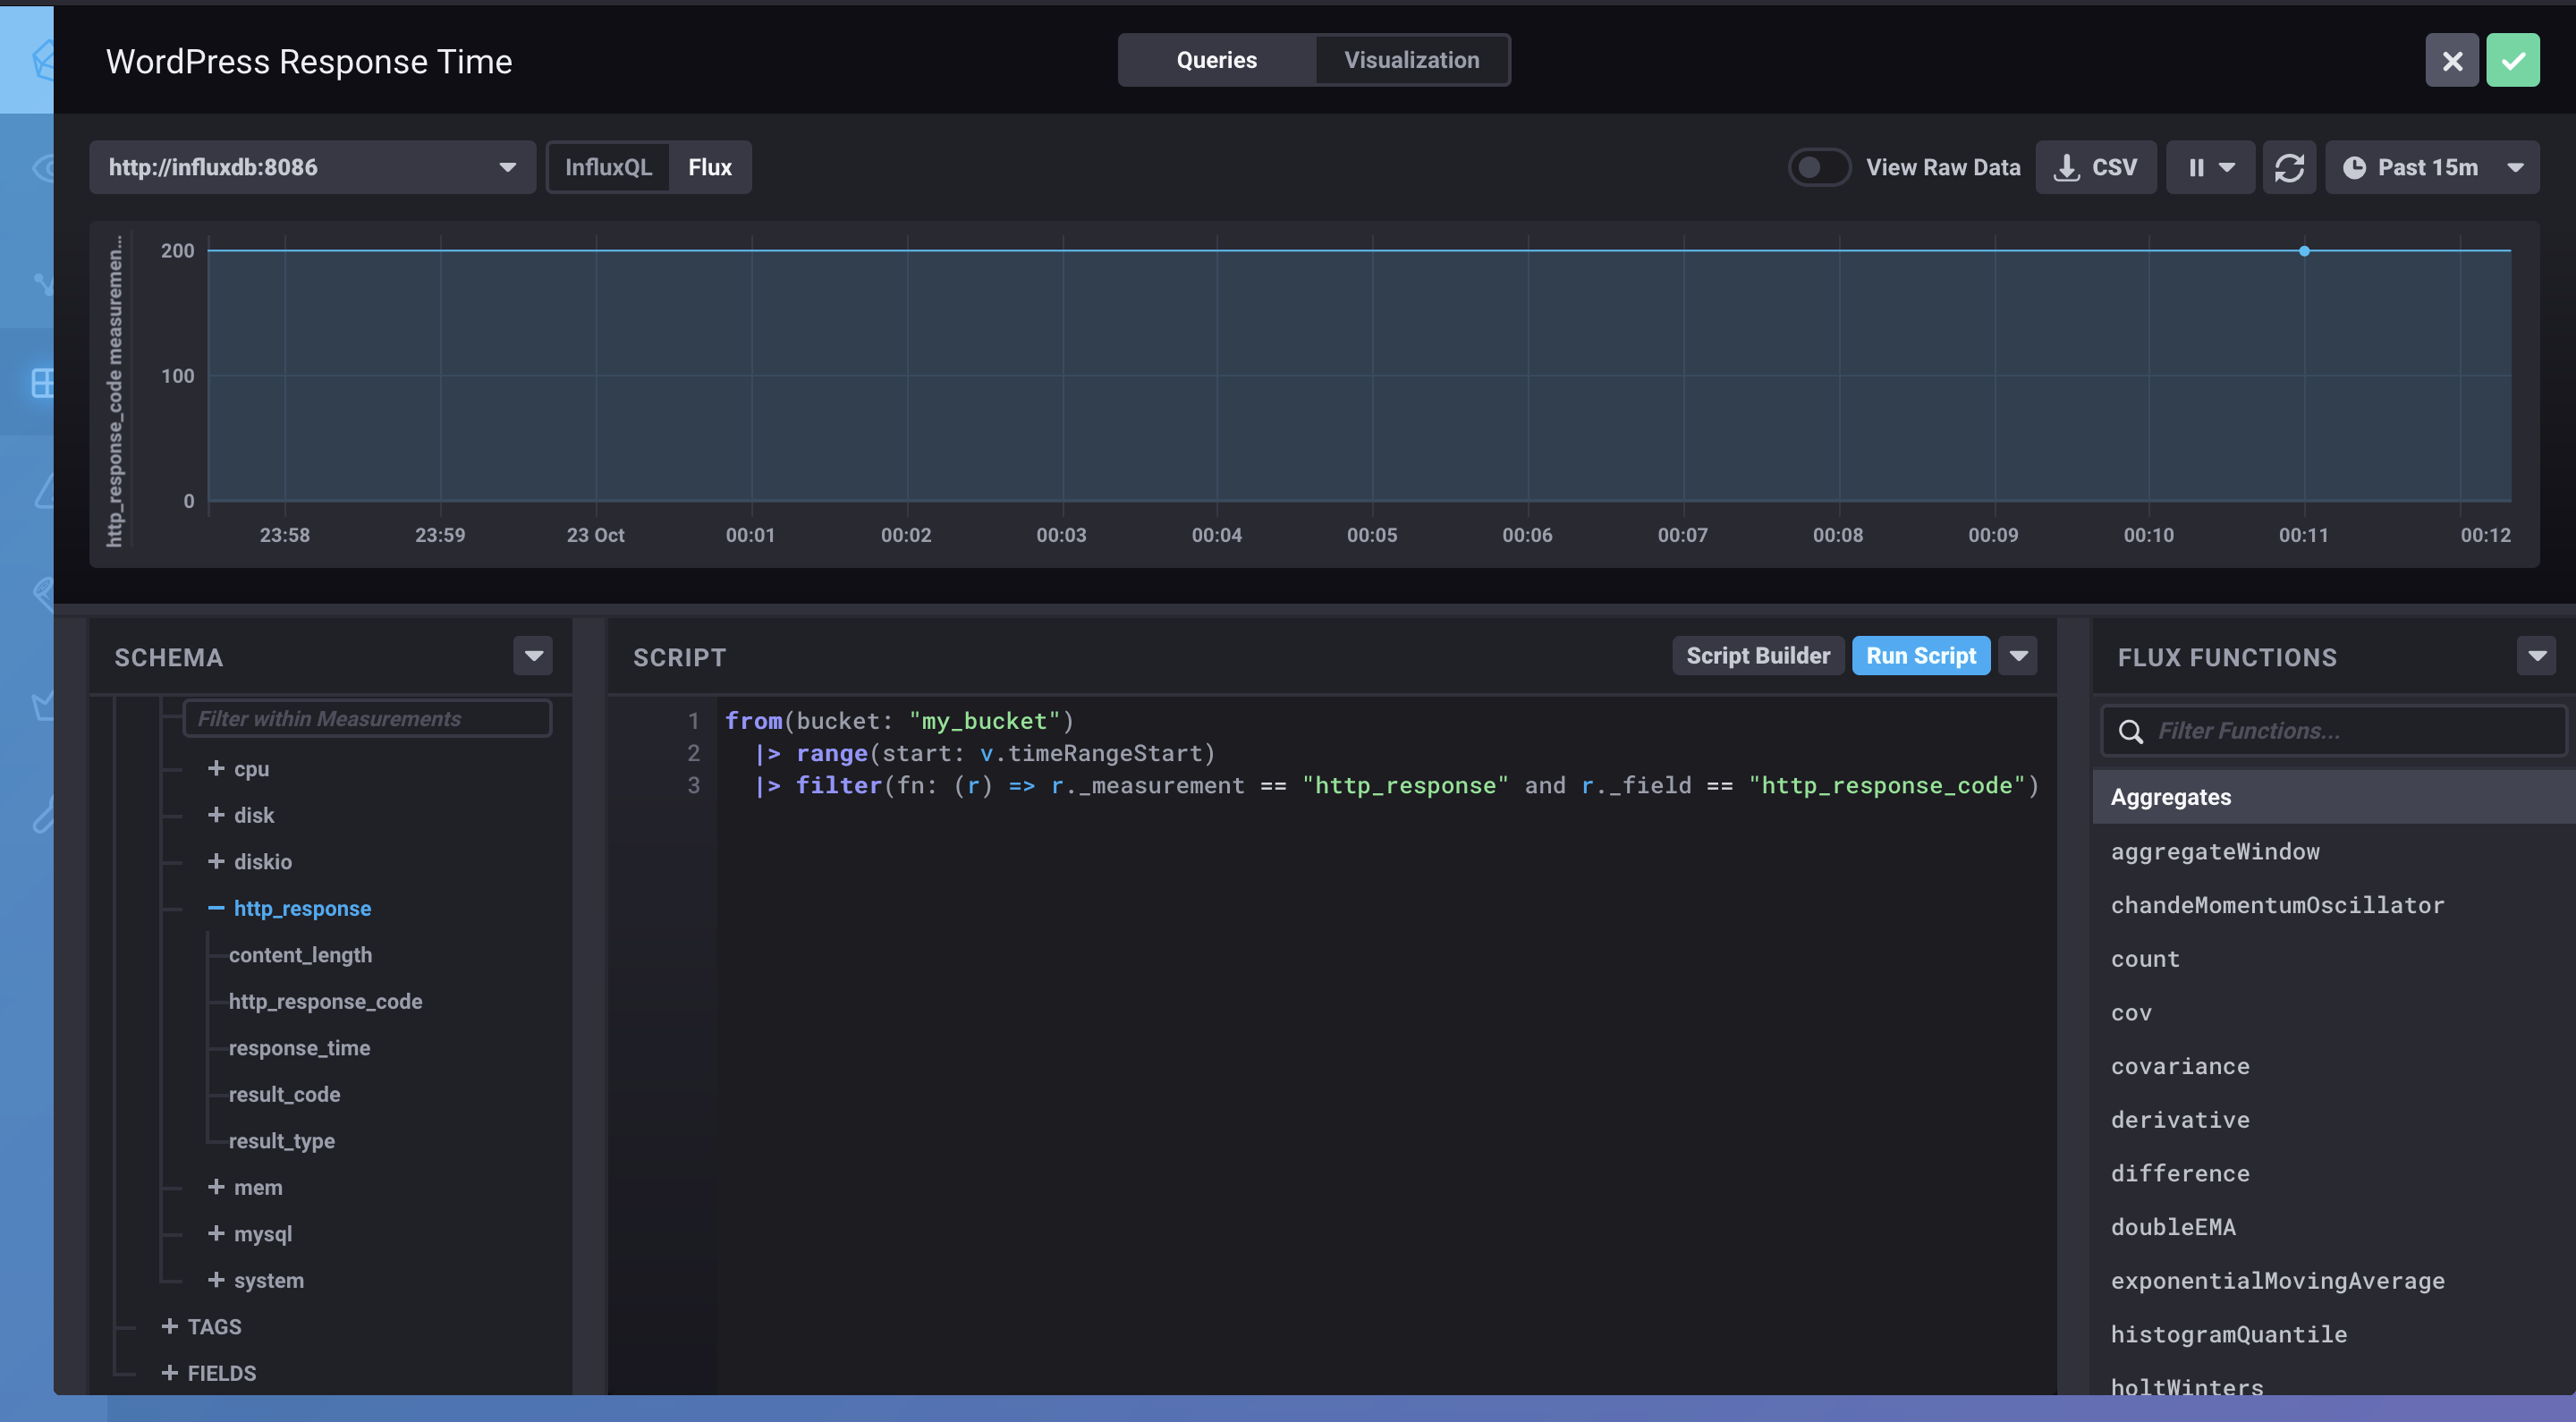 WordPress Response Time
Queries
Visualization
http://influxdb:8086
InfluxQL
Flux
View Raw Data
CSV
Past 15m
http_response_code measuremen...
200
100
0
23:58 23:59 23 Oct 00:01 00:02 00:03 00:04 00:05 00:06 00:07 00:08 00:09 00:10 00:11 00:12
SCHEMA
Filter within Measurements
+ cpu
+ disk
+ diskio
− http_response
content_length
http_response_code
response_time
result_code
result_type
+ mem
+ mysql
+ system
+ TAGS
+ FIELDS
SCRIPT
Script Builder
Run Script
1 from(bucket: "my_bucket")
2 |> range(start: v.timeRangeStart)
3 |> filter(fn: (r) => r._measurement == "http_response" and r._field == "http_response_code")
FLUX FUNCTIONS
Filter Functions...
Aggregates
aggregateWindow
chandeMomentumOscillator
count
cov
covariance
derivative
difference
doubleEMA
exponentialMovingAverage
histogramQuantile
holtWinters